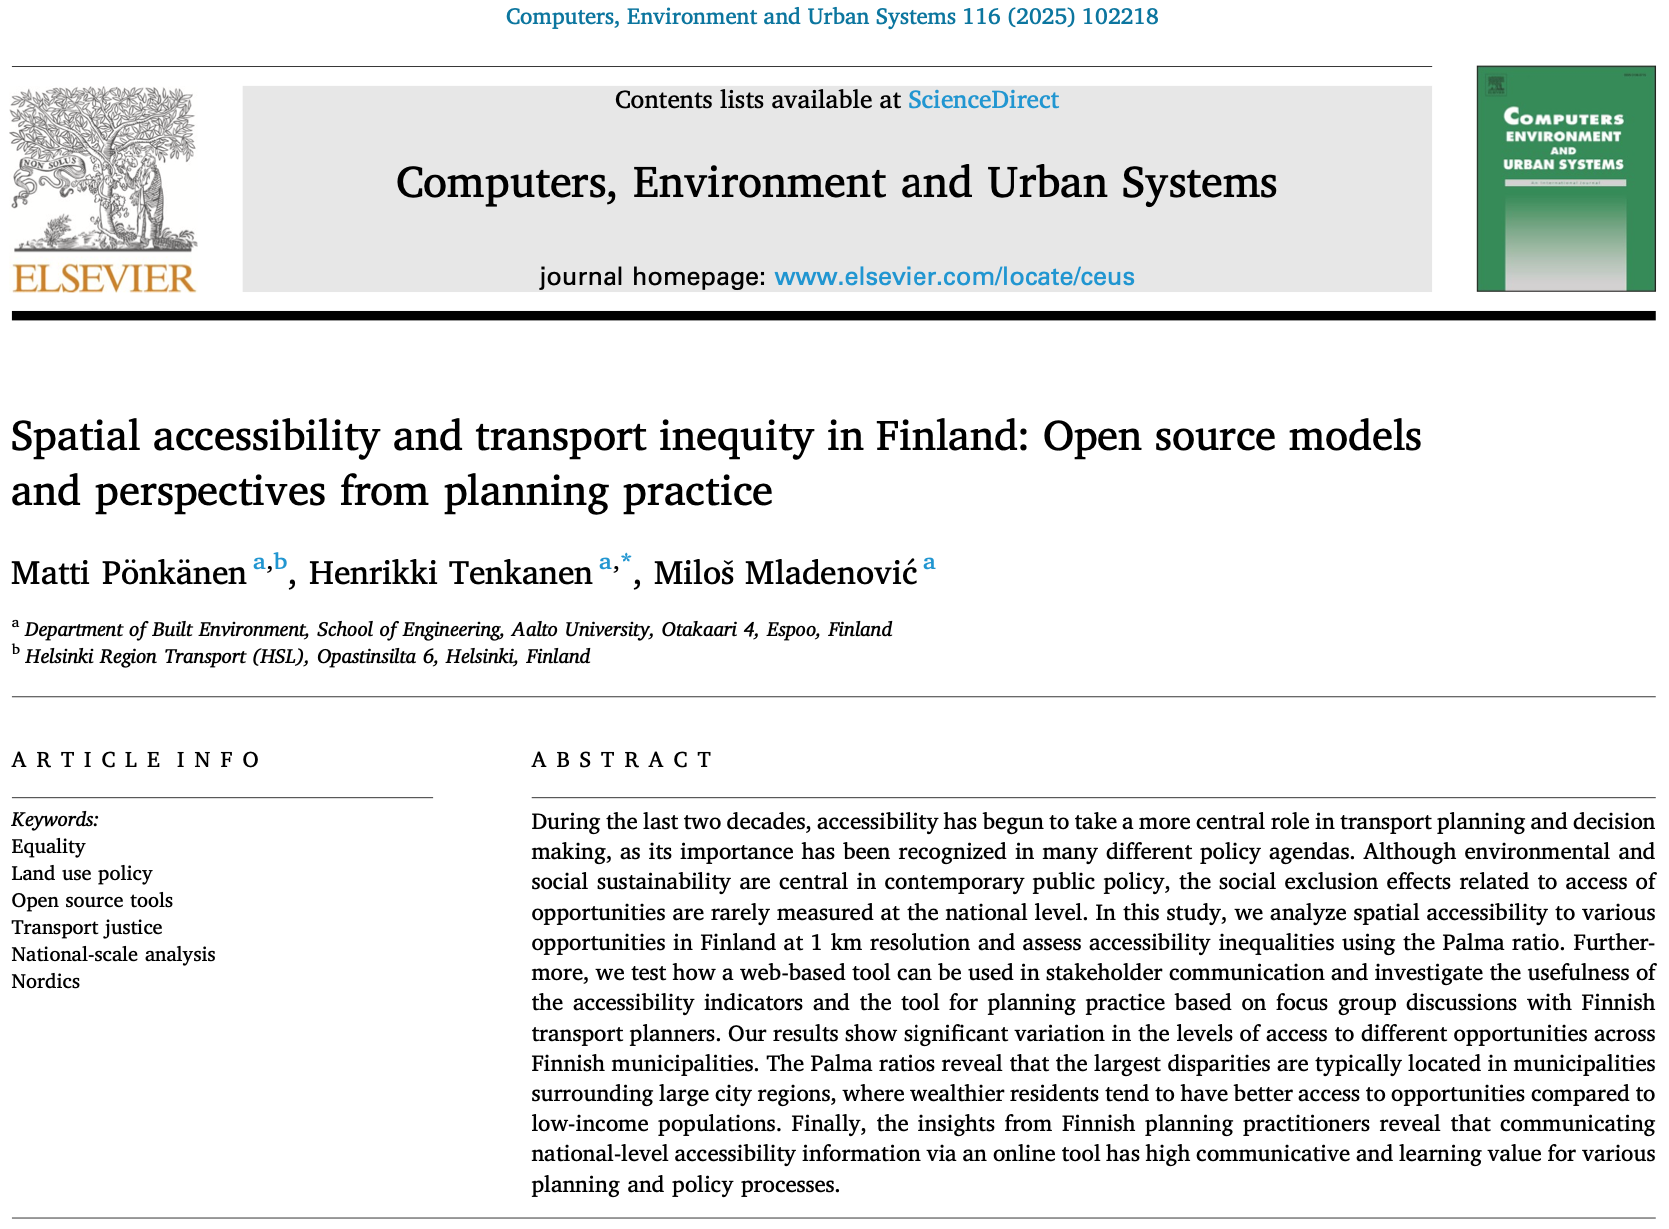 Computers, Environment and Urban Systems 116 (2025) 102218
Contents lists available at ScienceDirect
Computers, Environment and Urban Systems
journal homepage: www.elsevier.com/locate/ceus
NON SOLUS
ELSEVIER
COMPUTERS
ENVIRONMENT
AND
URBAN SYSTEMS
An International Journal
Spatial accessibility and transport inequity in Finland: Open source models
and perspectives from planning practice
Matti Pönkänen a,b, Henrikki Tenkanen a,*, Miloš Mladenović a
a Department of Built Environment, School of Engineering, Aalto University, Otakaari 4, Espoo, Finland
b Helsinki Region Transport (HSL), Opastinsilta 6, Helsinki, Finland
ARTICLE INFO
Keywords:
Equality
Land use policy
Open source tools
Transport justice
National-scale analysis
Nordics
ABSTRACT
During the last two decades, accessibility has begun to take a more central role in transport planning and decision
making, as its importance has been recognized in many different policy agendas. Although environmental and
social sustainability are central in contemporary public policy, the social exclusion effects related to access of
opportunities are rarely measured at the national level. In this study, we analyze spatial accessibility to various
opportunities in Finland at 1 km resolution and assess accessibility inequalities using the Palma ratio. Further-
more, we test how a web-based tool can be used in stakeholder communication and investigate the usefulness of
the accessibility indicators and the tool for planning practice based on focus group discussions with Finnish
transport planners. Our results show significant variation in the levels of access to different opportunities across
Finnish municipalities. The Palma ratios reveal that the largest disparities are typically located in municipalities
surrounding large city regions, where wealthier residents tend to have better access to opportunities compared to
low-income populations. Finally, the insights from Finnish planning practitioners reveal that communicating
national-level accessibility information via an online tool has high communicative and learning value for various
planning and policy processes.